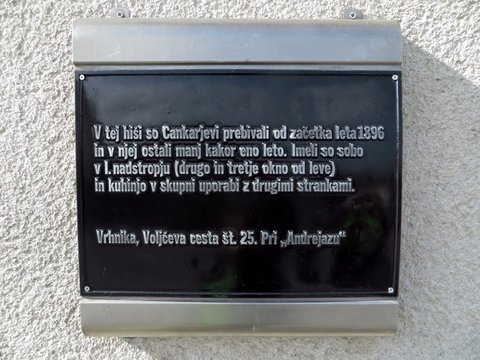 V tej hiši so Cankarjevi prebivali od začetka leta 1896
in v njej ostali manj kakor eno leto. Imeli so sobo
v I. nadstropju (drugo in tretje okno od leve)
in kuhinjo v skupni uporabi z drugimi strankami.
Vrhnika, Voljčeva cesta št. 25. Pri „Andrejazu“